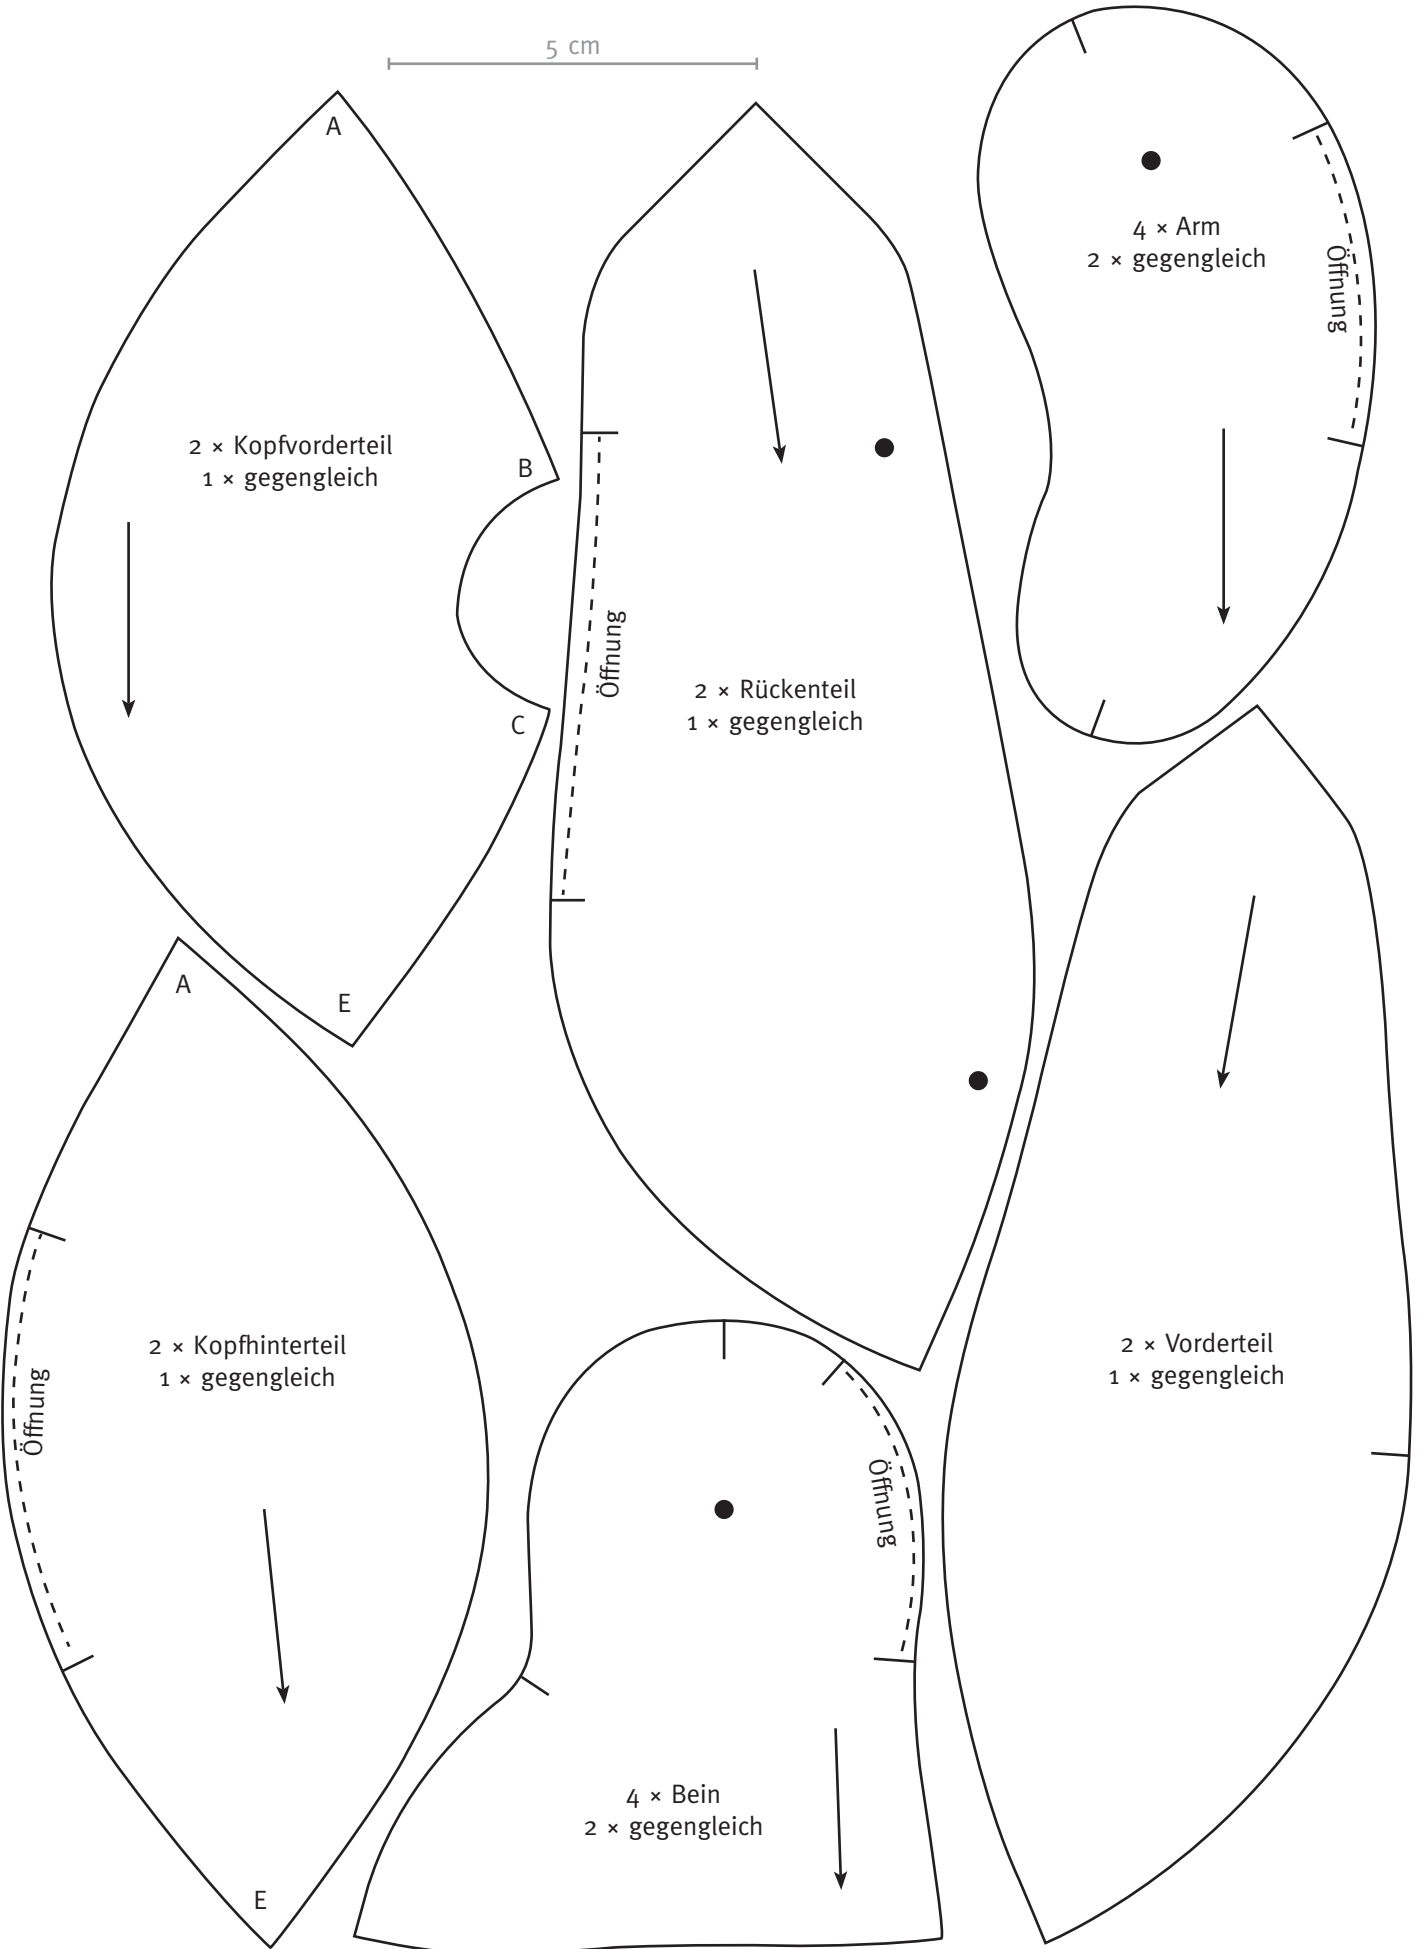 5 cm
A
2 × Kopfvorderteil
1 × gegengleich
B
C
E
Öffnung
2 × Rückenteil
1 × gegengleich
4 × Arm
2 × gegengleich
Öffnung
A
2 × Kopfhinterteil
1 × gegengleich
Öffnung
E
Öffnung
4 × Bein
2 × gegengleich
2 × Vorderteil
1 × gegengleich